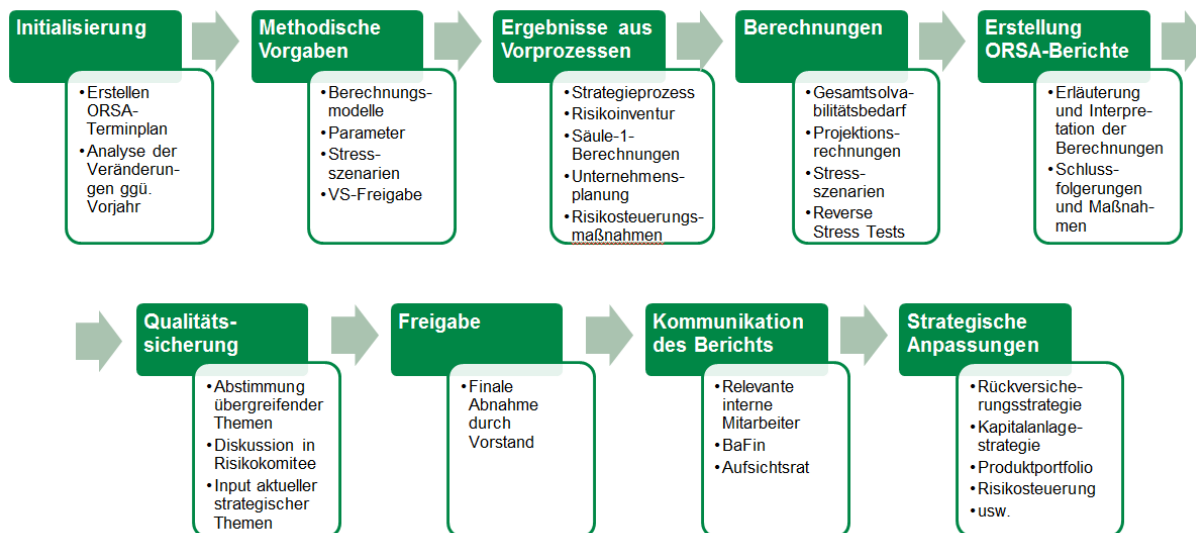 Initialisierung
• Erstellen
ORSA-
Terminplan
• Analyse der
Veränderun-
gen ggü.
Vorjahr
Methodische
Vorgaben
• Berechnungs-
modelle
• Parameter
• Stress-
szenarien
• VS-Freigabe
Ergebnisse aus
Vorprozessen
• Strategieprozess
• Risikoinventur
• Säule-1-
Berechnungen
• Unternehmens-
planung
• Risikosteuerungs-
maßnahmen
Berechnungen
• Gesamtsolva-
bilitätsbedarf
• Projektions-
rechnungen
• Stress-
szenarien
• Reverse
Stress Tests
Erstellung
ORSA-Berichte
• Erläuterung
und Interpre-
tation der
Berechnungen
• Schluss-
folgerungen
und Maßnah-
men
Qualitäts-
sicherung
• Abstimmung
übergreifender
Themen
• Diskussion in
Risikokomitee
• Input aktueller
strategischer
Themen
Freigabe
• Finale
Abnahme
durch
Vorstand
Kommunikation
des Berichts
• Relevante
interne
Mitarbeiter
• BaFin
• Aufsichtsrat
Strategische
Anpassungen
• Rückversiche-
rungsstrategie
• Kapitalanlage-
strategie
• Produktportfolio
• Risikosteuerung
• usw.